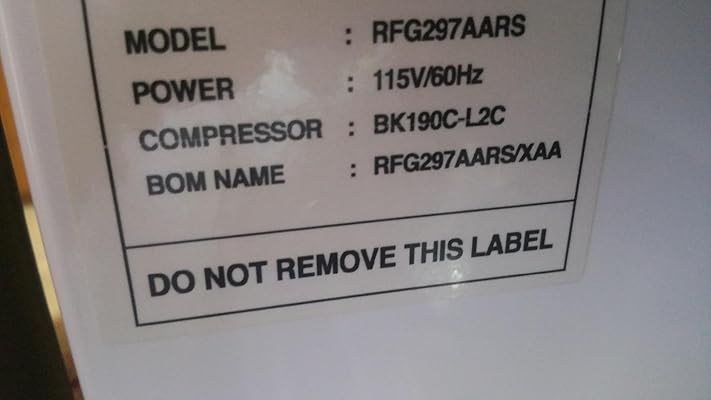 MODEL : RFG297AARS
POWER : 115V/60Hz
COMPRESSOR : BK190C-L2C
BOM NAME : RFG297AARS/XAA
DO NOT REMOVE THIS LABEL